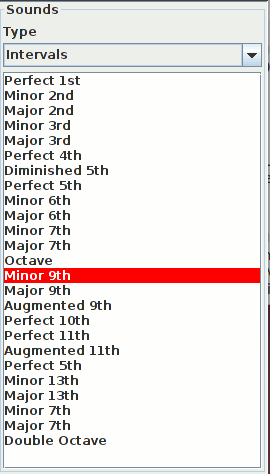 Sounds
Type
Intervals
Perfect 1st
Minor 2nd
Major 2nd
Minor 3rd
Major 3rd
Perfect 4th
Diminished 5th
Perfect 5th
Minor 6th
Major 6th
Minor 7th
Major 7th
Octave
Minor 9th
Major 9th
Augmented 9th
Perfect 10th
Perfect 11th
Augmented 11th
Perfect 5th
Minor 13th
Major 13th
Minor 7th
Major 7th
Double Octave